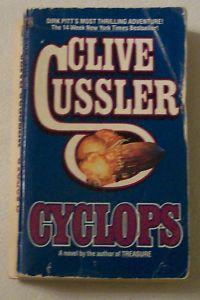 DIRK PITT'S MOST THRILLING ADVENTURE!
The 14 Week New York Times Bestseller!
CLIVE
CUSSLER
CYCLOPS
A novel by the author of TREASURE